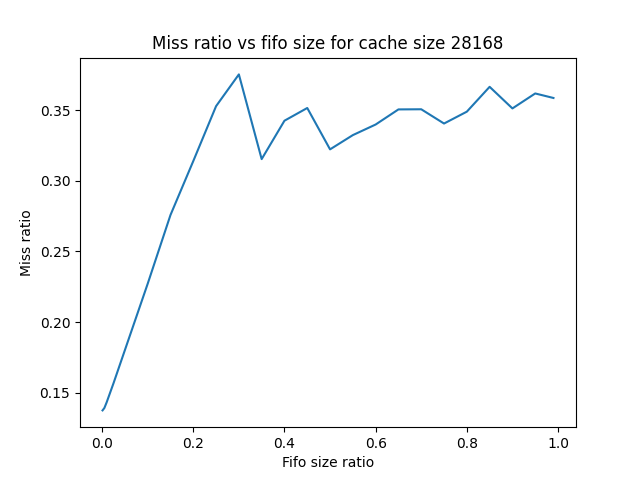 Miss ratio vs fifo size for cache size 28168
Miss ratio
0.35
0.30
0.25
0.20
0.15
0.0 0.2 0.4 0.6 0.8 1.0
Fifo size ratio